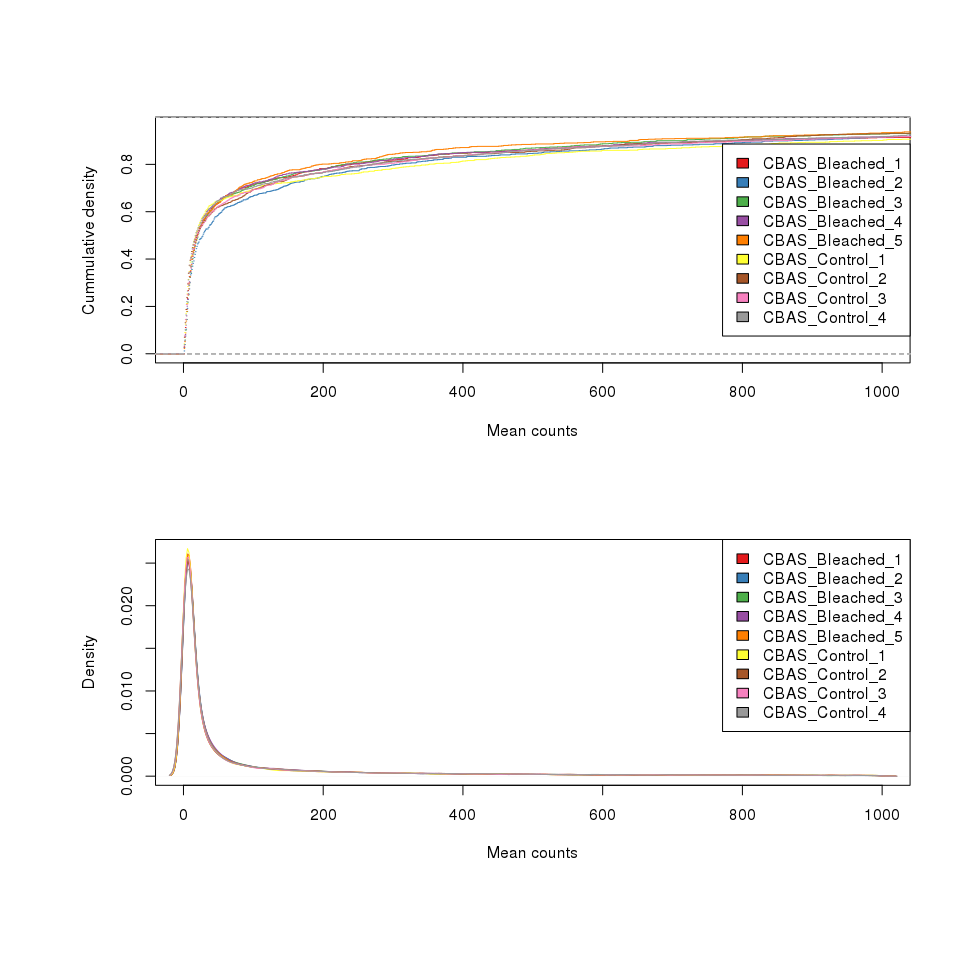 Cummulative density
0.0
0.2
0.4
0.6
0.8
CBAS_Bleached_1
CBAS_Bleached_2
CBAS_Bleached_3
CBAS_Bleached_4
CBAS_Bleached_5
CBAS_Control_1
CBAS_Control_2
CBAS_Control_3
CBAS_Control_4
0 200 400 600 800 1000
Mean counts
Density
0.000
0.010
0.020
CBAS_Bleached_1
CBAS_Bleached_2
CBAS_Bleached_3
CBAS_Bleached_4
CBAS_Bleached_5
CBAS_Control_1
CBAS_Control_2
CBAS_Control_3
CBAS_Control_4
0 200 400 600 800 1000
Mean counts